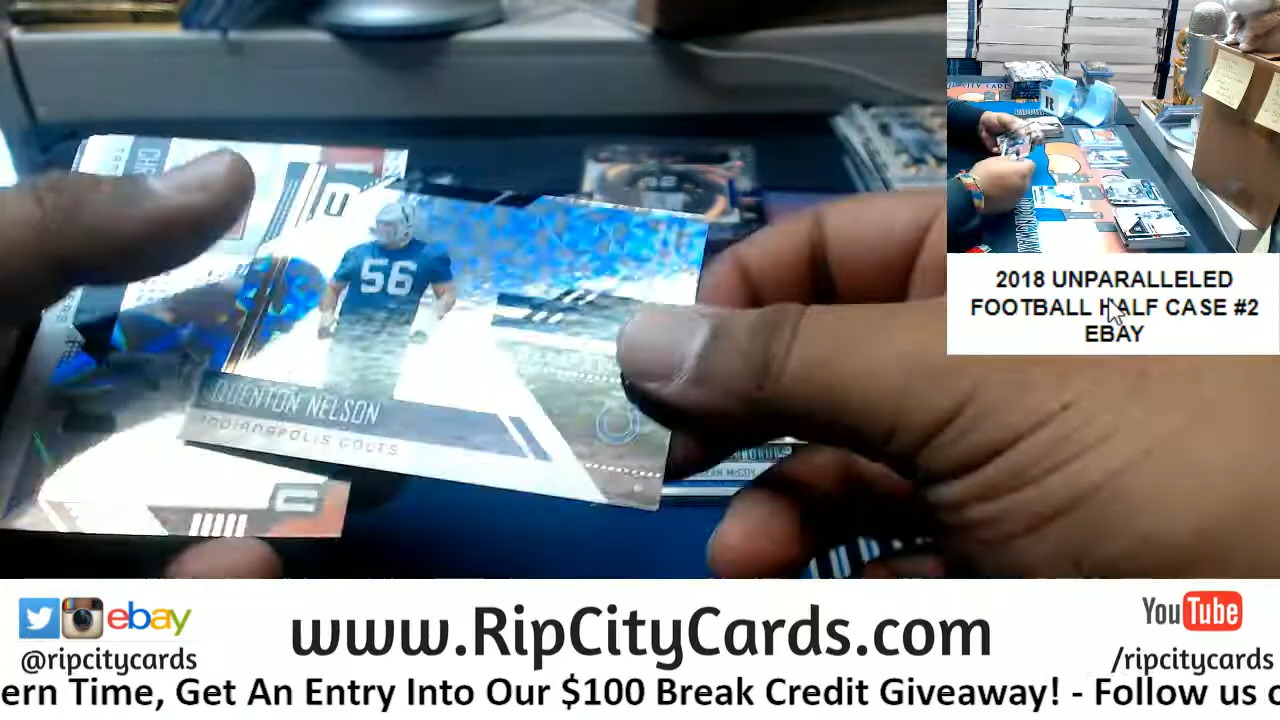 56
QUENTON NELSON
INDIANAPOLIS COLTS
2018 UNPARALLELED
FOOTBALL HALF CASE #2
EBAY
ebay
@ripcitycards
www.RipCityCards.com
YouTube
/ripcitycards
ern Time, Get An Entry Into Our $100 Break Credit Giveaway! - Follow us o